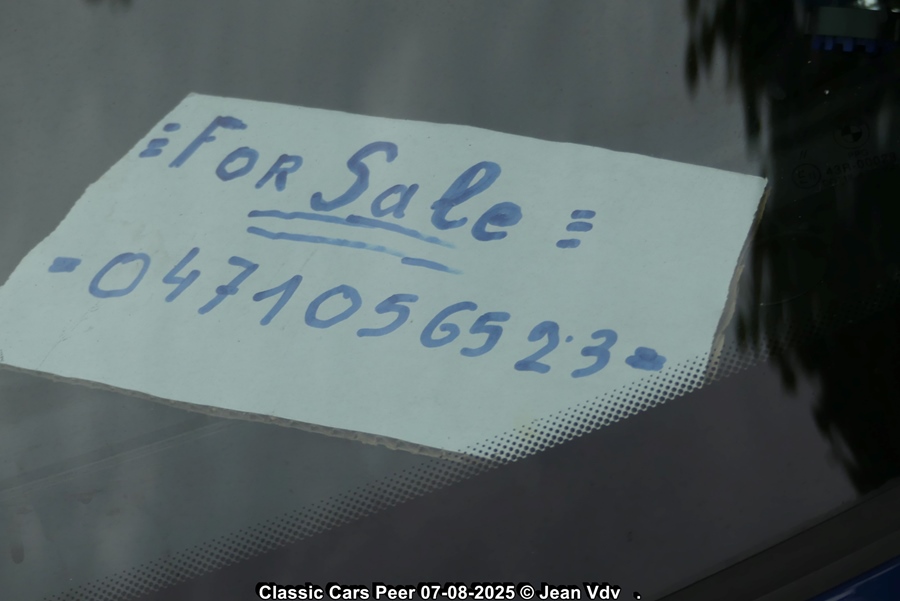 For Sale
0471056523
Classic Cars Peer 07-08-2025 © Jean Vdv .